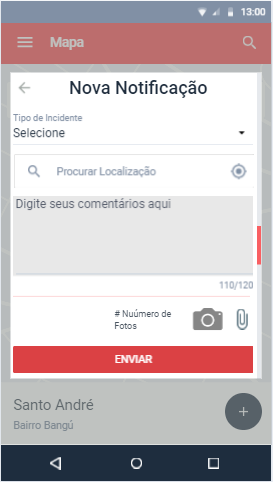 13:00
Mapa
Nova Notificação
Tipo de Incidente
Selecione
Procurar Localização
Digite seus comentários aqui
110/120
# Nuúmero de
Fotos
ENVIAR
Santo André
Bairro Bangú
+